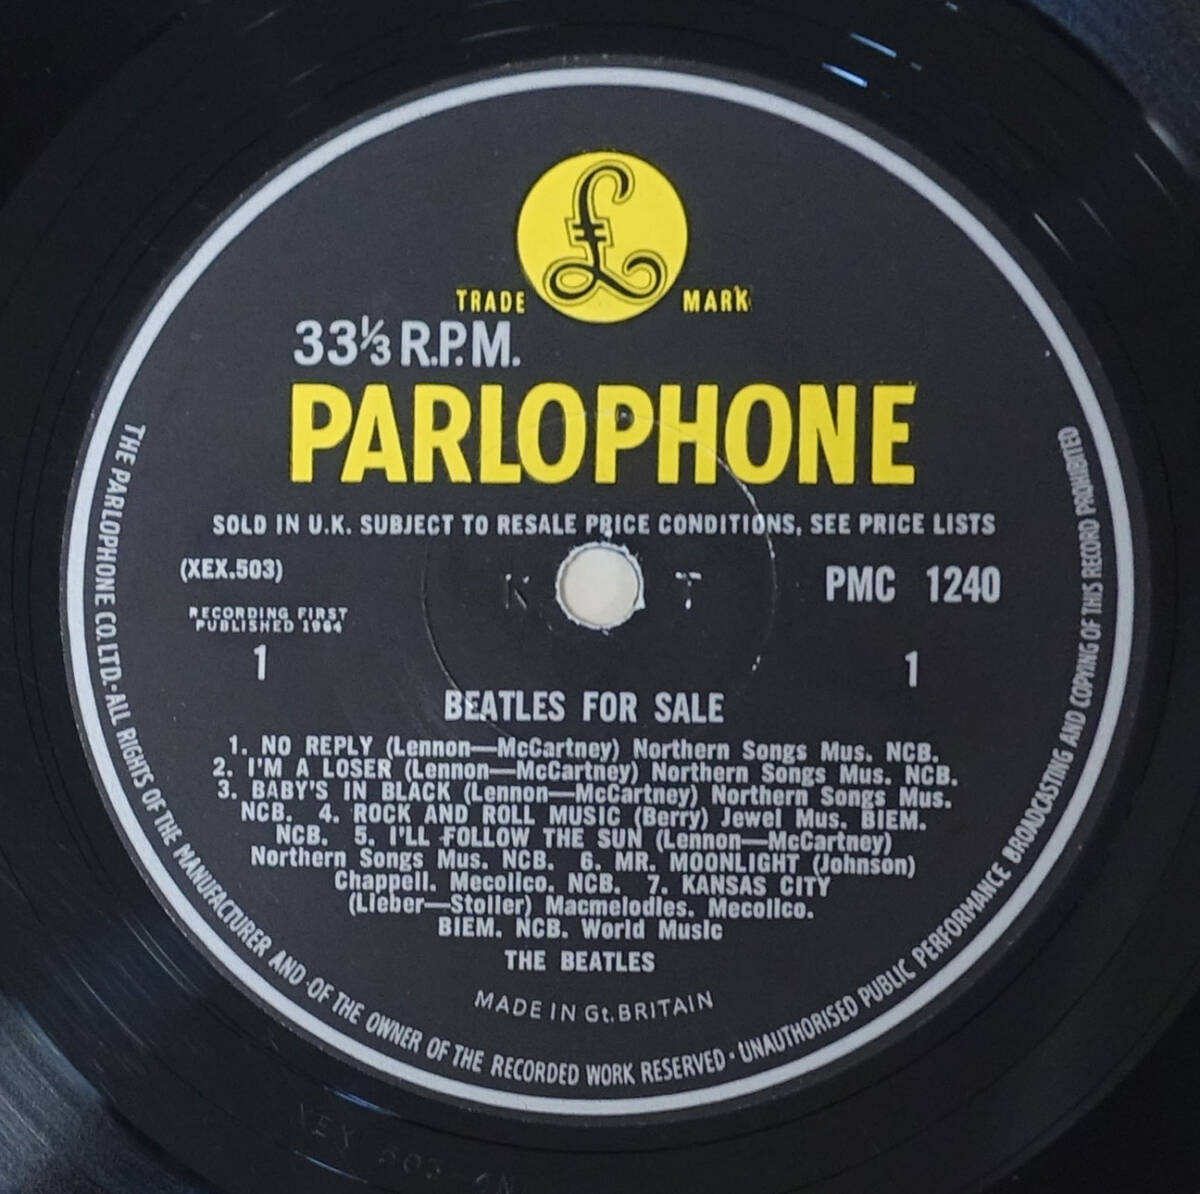 £
TRADE MARK
33⅓ R.P.M.
PARLOPHONE
SOLD IN U.K. SUBJECT TO RESALE PRICE CONDITIONS, SEE PRICE LISTS
(XEX.503)
PMC 1240
RECORDING FIRST
PUBLISHED 1964
1 1
K T
BEATLES FOR SALE
1. NO REPLY (Lennon—McCartney) Northern Songs Mus. NCB.
2. I'M A LOSER (Lennon—McCartney) Northern Songs Mus. NCB.
3. BABY'S IN BLACK (Lennon—McCartney) Northern Songs Mus.
NCB. 4. ROCK AND ROLL MUSIC (Berry) Jewel Mus. BIEM.
NCB. 5. I'LL FOLLOW THE SUN (Lennon—McCartney)
Northern Songs Mus. NCB. 6. MR. MOONLIGHT (Johnson)
Chappell. Mecolico. NCB. 7. KANSAS CITY
(Lieber—Stoller) Macmelodies. Mecolico.
BIEM. NCB. World Music
THE BEATLES
MADE IN Gt. BRITAIN
THE PARLOPHONE CO. LTD. · ALL RIGHTS OF THE MANUFACTURER AND · OF THE OWNER OF THE RECORDED WORK RESERVED · UNAUTHORISED PUBLIC PERFORMANCE BROADCASTING AND COPYING OF THIS RECORD PROHIBITED
XEX 503